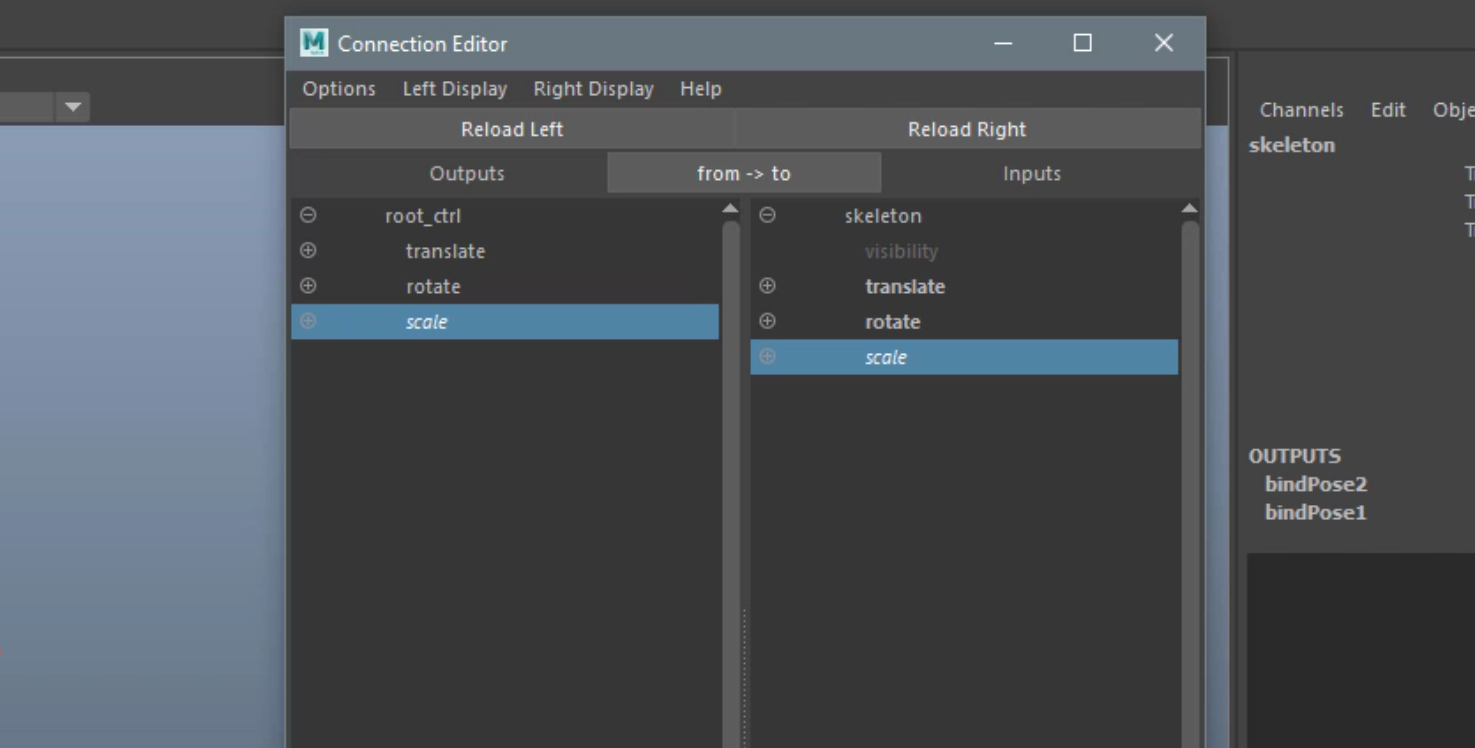 Connection Editor
Options Left Display Right Display Help
Reload Left Reload Right
Outputs from -> to Inputs
root_ctrl
translate
rotate
scale
skeleton
visibility
translate
rotate
scale
Channels Edit
skeleton
OUTPUTS
bindPose2
bindPose1